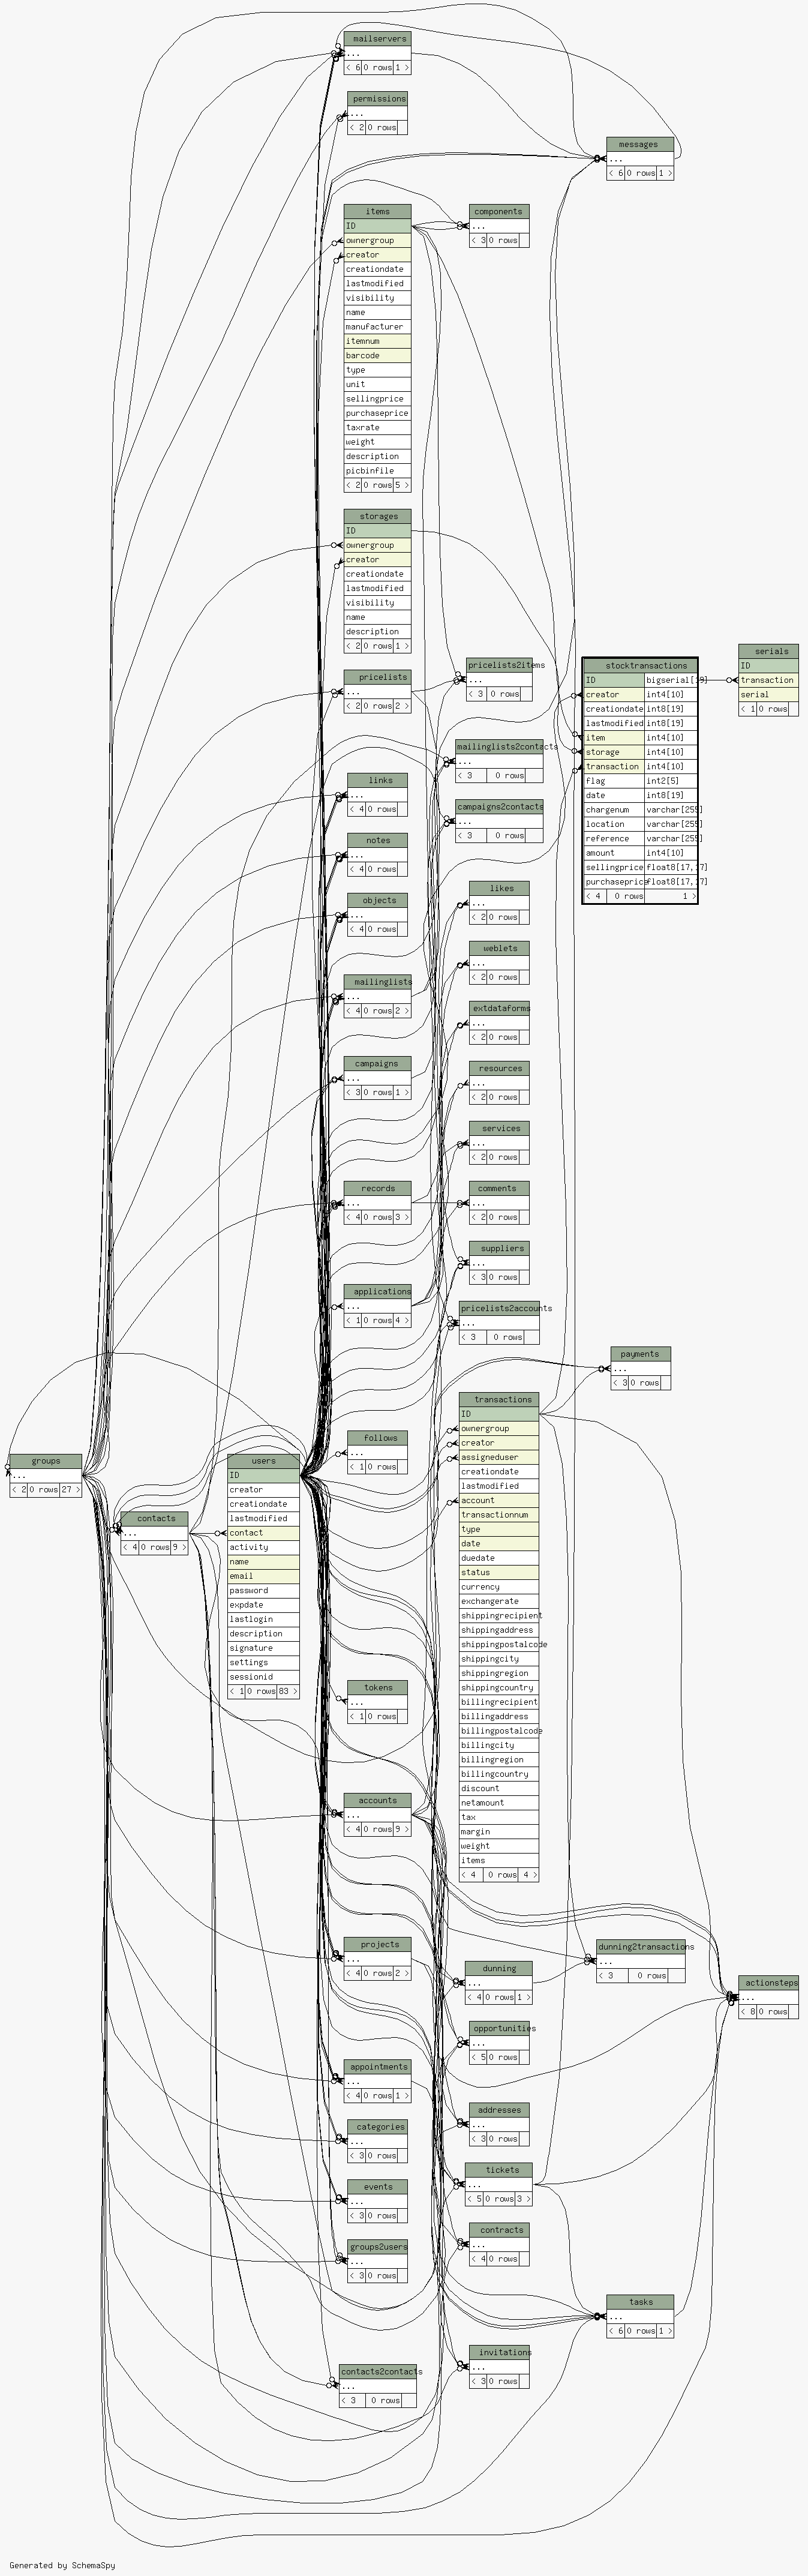 mailservers
...
< 6 0 rows 1 >
permissions
...
< 2 0 rows
messages
...
< 6 0 rows 1 >
items
ID
ownergroup
creator
creationdate
lastmodified
visibility
name
manufacturer
itemnum
barcode
type
unit
sellingprice
purchaseprice
taxrate
weight
description
picbinfile
< 2 0 rows 5 >
components
...
< 3 0 rows
storages
ID
ownergroup
creator
creationdate
lastmodified
visibility
name
description
< 2 0 rows 1 >
pricelists
...
< 2 0 rows 2 >
pricelists2items
...
< 3 0 rows
stocktransactions
ID bigserial[19]
creator int4[10]
creationdate int8[19]
lastmodified int8[19]
item int4[10]
storage int4[10]
transaction int4[10]
flag int2[5]
date int8[19]
chargenum varchar[255]
location varchar[255]
reference varchar[255]
amount int4[10]
sellingprice float8[17,17]
purchaseprice float8[17,17]
< 4 0 rows 1 >
serials
ID
transaction
serial
< 1 0 rows
mailinglists2contacts
...
< 3 0 rows
campaigns2contacts
...
< 3 0 rows
links
...
< 4 0 rows
notes
...
< 4 0 rows
objects
...
< 4 0 rows
mailinglists
...
< 4 0 rows 2 >
campaigns
...
< 3 0 rows 1 >
records
...
< 4 0 rows 3 >
applications
...
< 1 0 rows 4 >
likes
...
< 2 0 rows
weblets
...
< 2 0 rows
extdataforms
...
< 2 0 rows
resources
...
< 2 0 rows
services
...
< 2 0 rows
comments
...
< 2 0 rows
suppliers
...
< 3 0 rows
pricelists2accounts
...
< 3 0 rows
payments
...
< 3 0 rows
groups
...
< 2 0 rows 27 >
contacts
...
< 4 0 rows 9 >
users
ID
creator
creationdate
lastmodified
contact
activity
name
email
password
expdate
lastlogin
description
signature
settings
sessionid
< 1 0 rows 83 >
follows
...
< 1 0 rows
tokens
...
< 1 0 rows
transactions
ID
ownergroup
creator
assigneduser
creationdate
lastmodified
account
transactionnum
type
date
duedate
status
currency
exchangerate
shippingrecipient
shippingaddress
shippingpostalcode
shippingcity
shippingregion
shippingcountry
billingrecipient
billingaddress
billingpostalcode
billingcity
billingregion
billingcountry
discount
netamount
tax
margin
weight
items
< 4 0 rows 4 >
accounts
...
< 4 0 rows 9 >
projects
...
< 4 0 rows 2 >
dunning
...
< 4 0 rows 1 >
dunning2transactions
...
< 3 0 rows
actionsteps
...
< 8 0 rows
opportunities
...
< 5 0 rows
appointments
...
< 4 0 rows 1 >
addresses
...
< 3 0 rows
categories
...
< 3 0 rows
tickets
...
< 5 0 rows 3 >
events
...
< 3 0 rows
contracts
...
< 4 0 rows
groups2users
...
< 3 0 rows
tasks
...
< 6 0 rows 1 >
invitations
...
< 3 0 rows
contacts2contacts
...
< 3 0 rows
Generated by SchemaSpy